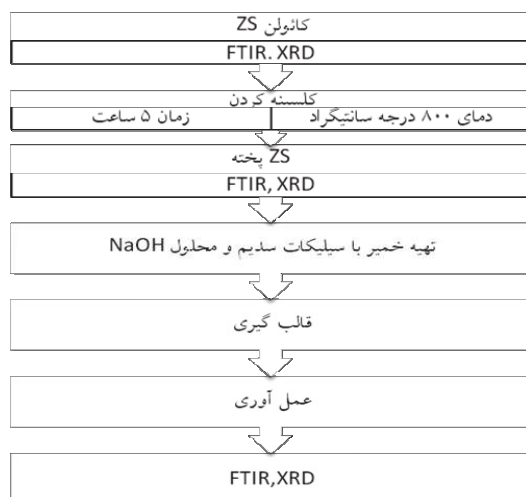 کائولن ZS
FTIR. XRD
کلسینه کردن
دمای ۸۰۰ درجه سانتیگراد
زمان ۵ ساعت
ZS پخته
FTIR, XRD
تهیه خمیر با سیلیکات سدیم و محلول NaOH
قالب گیری
عمل آوری
FTIR,XRD